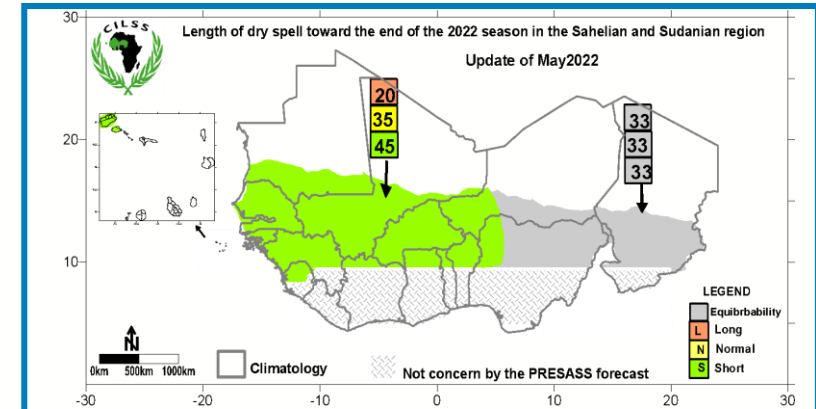 CILSS
Length of dry spell toward the end of the 2022 season in the Sahelian and Sudanian region
Update of May2022
30
20
10
20
35
45
33
33
33
LEGEND
Equibrbability
L Long
N Normal
S Short
N
0km 500km 1000km
Climatology
Not concern by the PRESASS forecast
-30 -20 -10 0 10 20 30